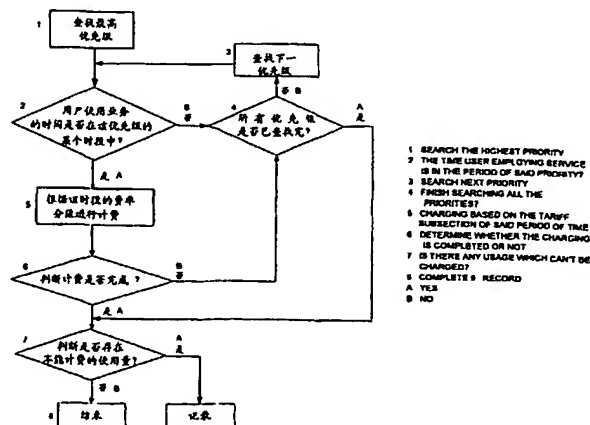 1
查找最高
优先级
3
查找下一
优先级
否 B
2
用户使用业务
的时间是否在该优先级的
某个时段中?
B
否
4
所有优先级
是否已查找完?
A
是
是 A
5
根据该时段的费率
分段进行计费
6
判断计费是否完成?
B
否
是 A
7
判断是否存在
不能计费的使用量?
A
是
否 B
结束
记录
1 SEARCH THE HIGHEST PRIORITY
2 THE TIME USER EMPLOYING SERVICE
IS IN THE PERIOD OF SAID PRIORITY?
3 SEARCH NEXT PRIORITY
4 FINISH SEARCHING ALL THE
PRIORITIES?
5 CHARGING BASED ON THE TARIFF
SUBSECTION OF SAID PERIOD OF TIME
6 DETERMINE WHETHER THE CHARGING
IS COMPLETED OR NOT
7 IS THERE ANY USAGE WHICH CAN'T BE
CHARGED?
COMPLETE 9 RECORD
A YES
B NO